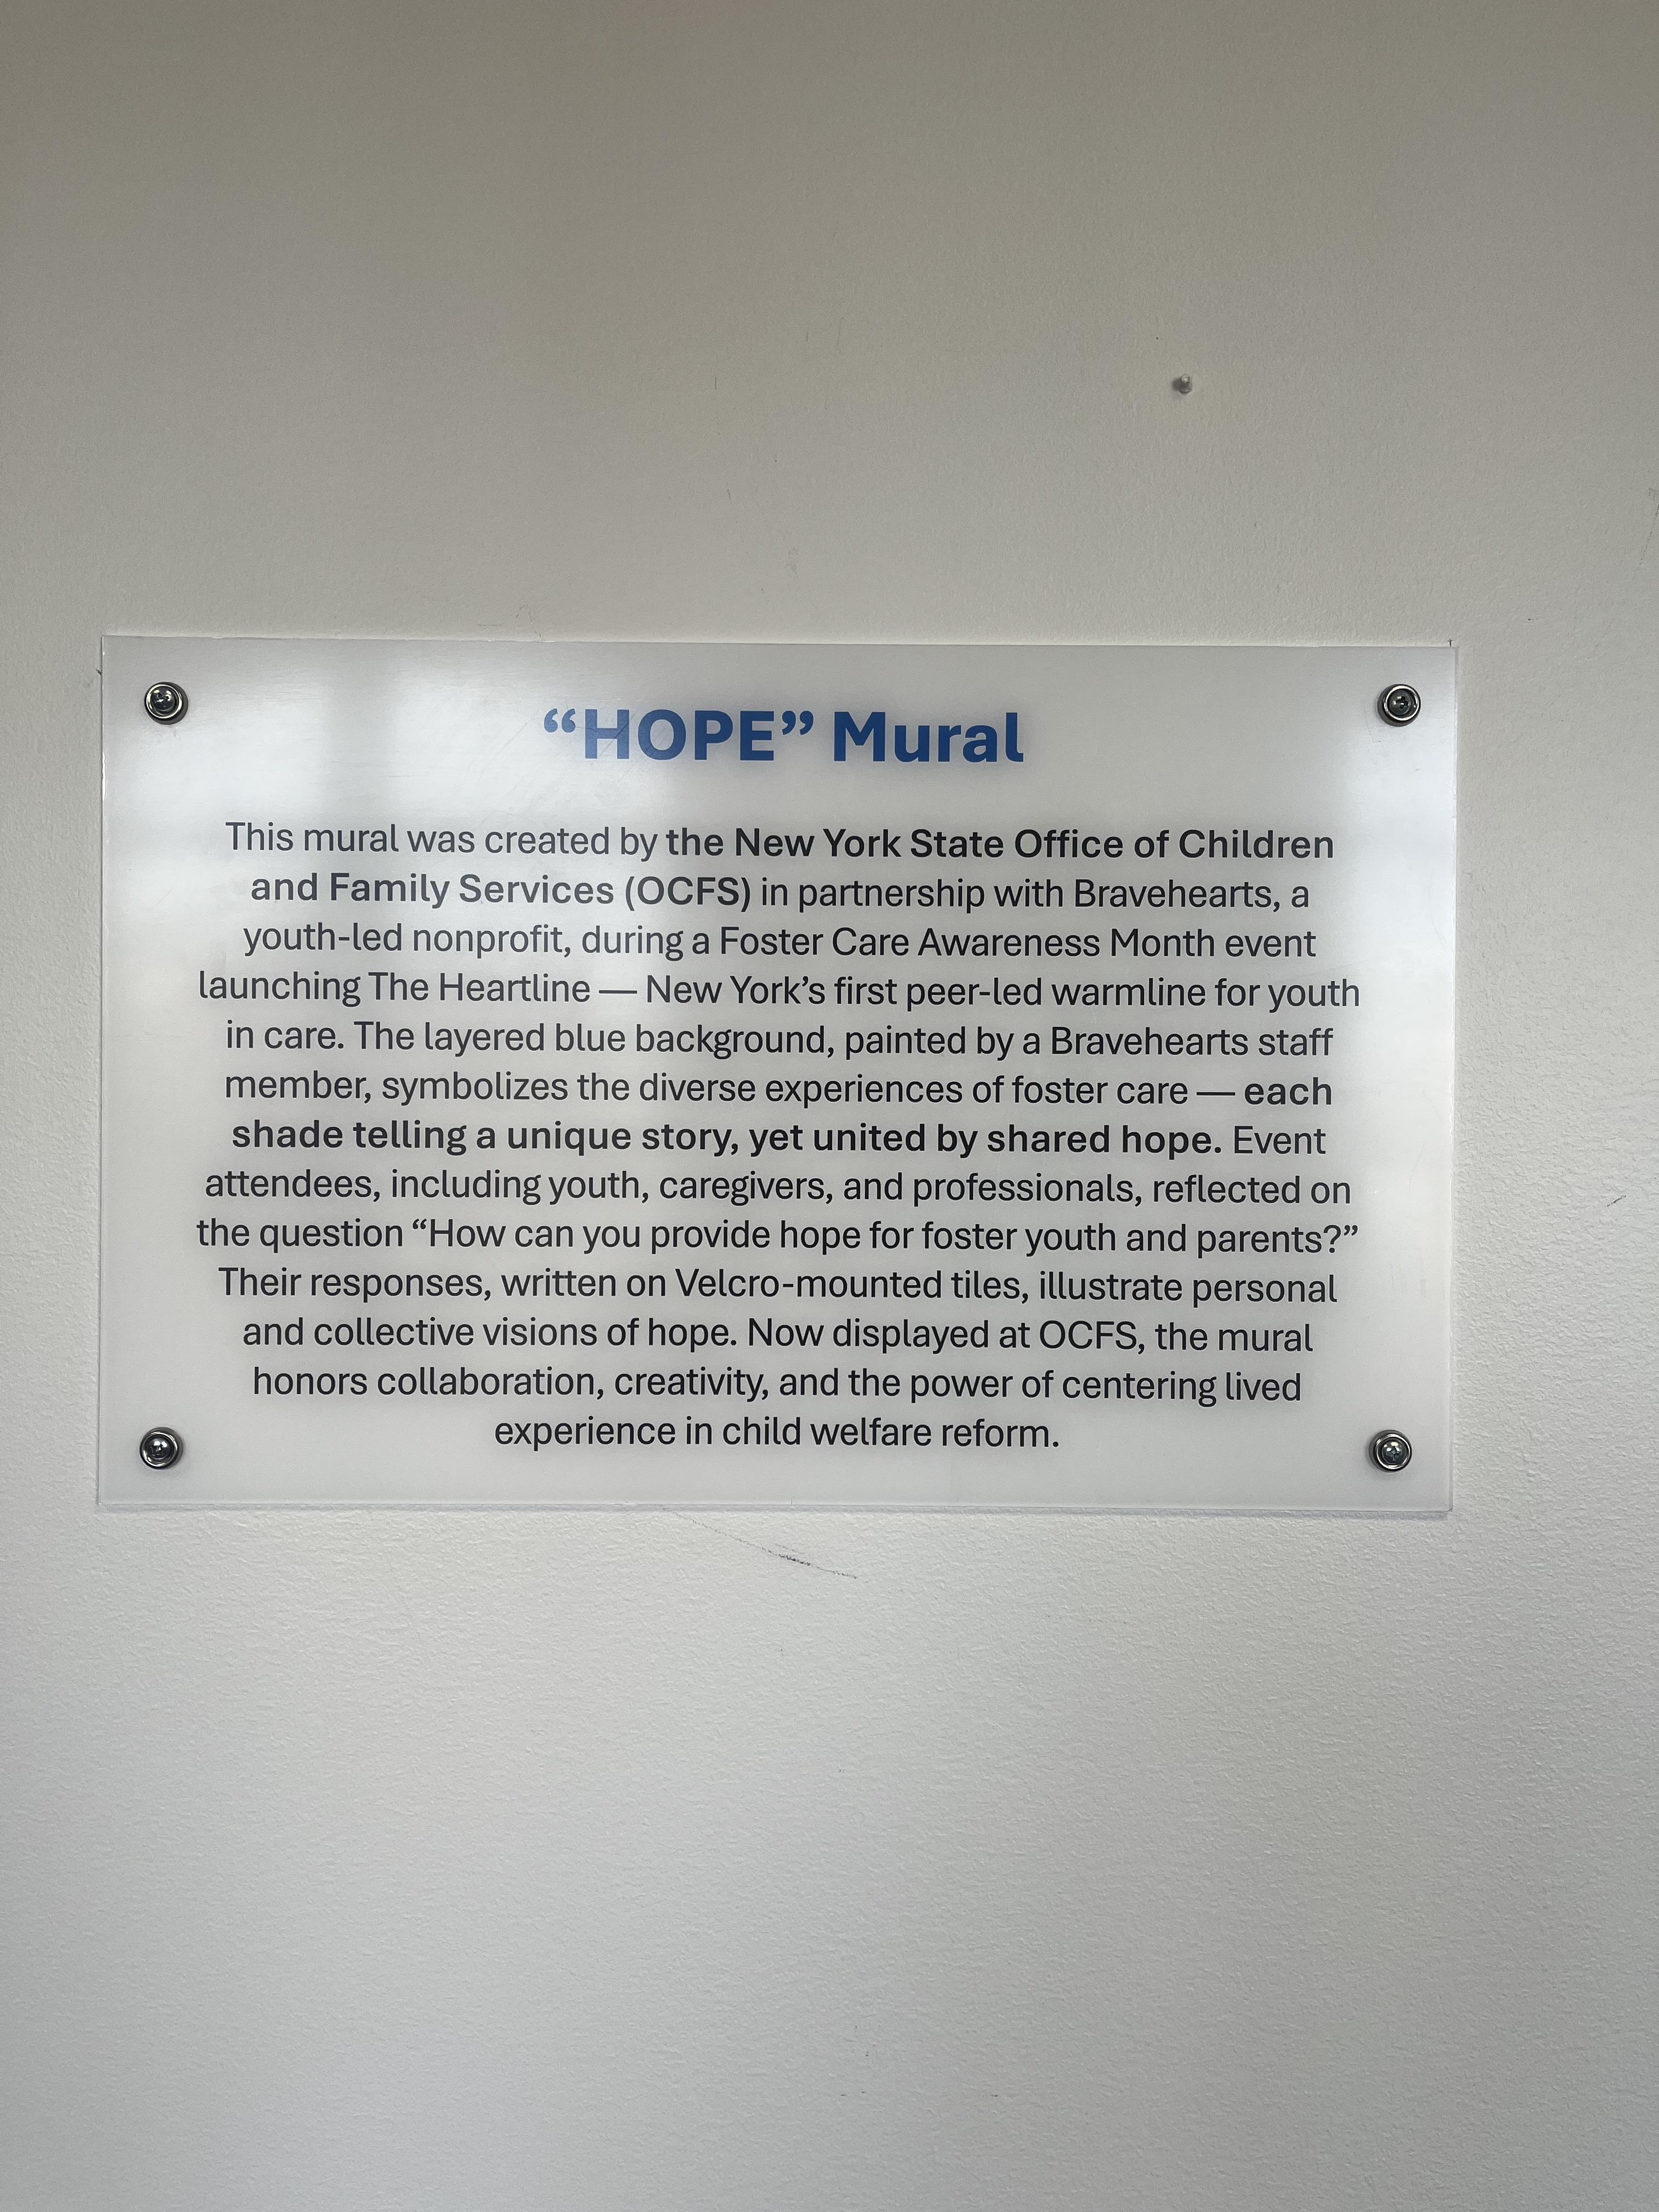 “HOPE” Mural
This mural was created by the New York State Office of Children
and Family Services (OCFS) in partnership with Bravehearts, a
youth-led nonprofit, during a Foster Care Awareness Month event
launching The Heartline — New York’s first peer-led warmline for youth
in care. The layered blue background, painted by a Bravehearts staff
member, symbolizes the diverse experiences of foster care — each
shade telling a unique story, yet united by shared hope. Event
attendees, including youth, caregivers, and professionals, reflected on
the question “How can you provide hope for foster youth and parents?”
Their responses, written on Velcro-mounted tiles, illustrate personal
and collective visions of hope. Now displayed at OCFS, the mural
honors collaboration, creativity, and the power of centering lived
experience in child welfare reform.